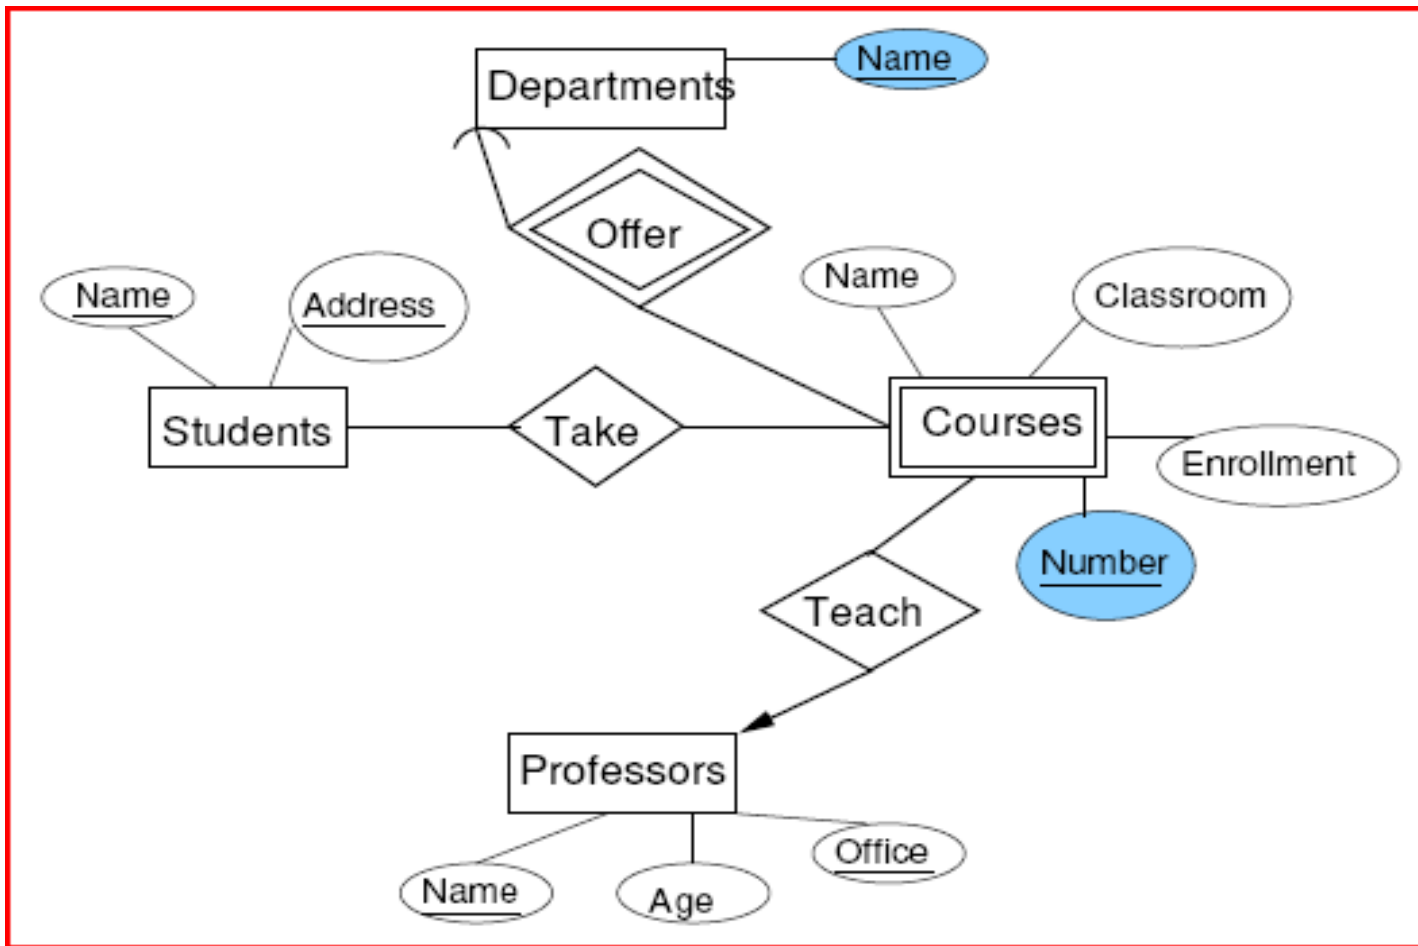 Name
Departments
Offer
Name
Address
Name
Classroom
Students
Take
Courses
Enrollment
Number
Teach
Professors
Name
Age
Office